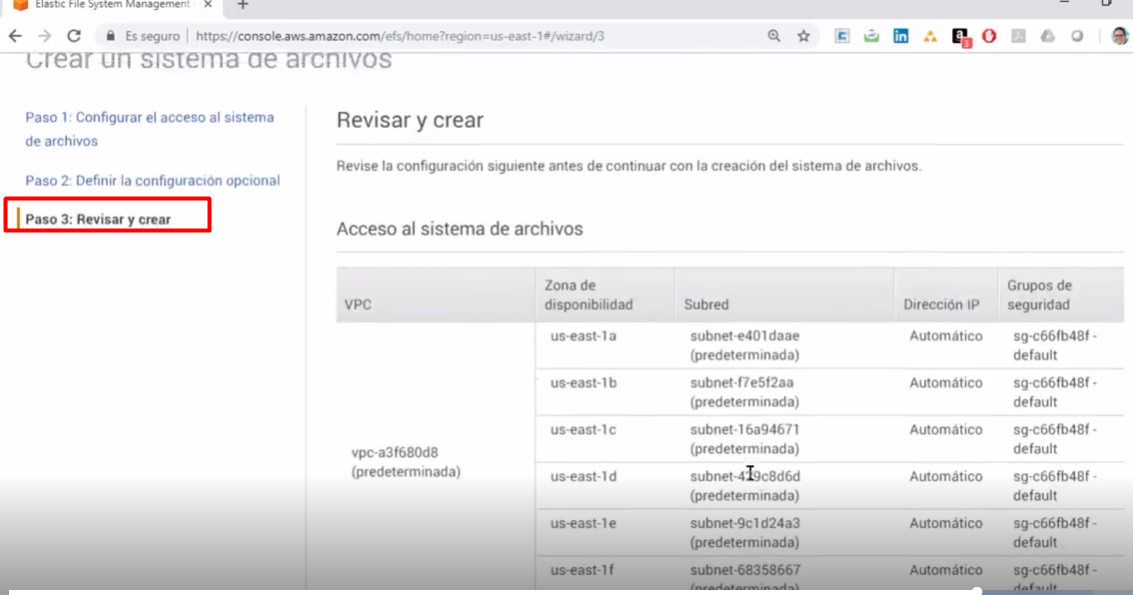 Elastic File System Management
Es seguro
https://console.aws.amazon.com/efs/home?region=us-east-1#/wizard/3
3
Crear un sistema de archivos
Paso 1: Configurar el acceso al sistema
de archivos
Paso 2: Definir la configuración opcional
Paso 3: Revisar y crear
Revisar y crear
Revise la configuración siguiente antes de continuar con la creación del sistema de archivos.
Acceso al sistema de archivos
VPC
Zona de
disponibilidad
Subred
Dirección IP
Grupos de
seguridad
vpc-a3f680d8
(predeterminada)
us-east-1a
subnet-e401daae
(predeterminada)
Automático
sg-c66fb48f -
default
us-east-1b
subnet-f7e5f2aa
(predeterminada)
Automático
sg-c66fb48f -
default
us-east-1c
subnet-16a94671
(predeterminada)
Automático
sg-c66fb48f -
default
us-east-1d
(predeterminada)
Automático
sg-c66fb48f -
default
us-east-1e
subnet-9c1d24a3
(predeterminada)
Automático
sg-c66fb48f -
default
us-east-1f
subnet-68358667
(predeterminada)
Automático
sg-c66fb48f -
default